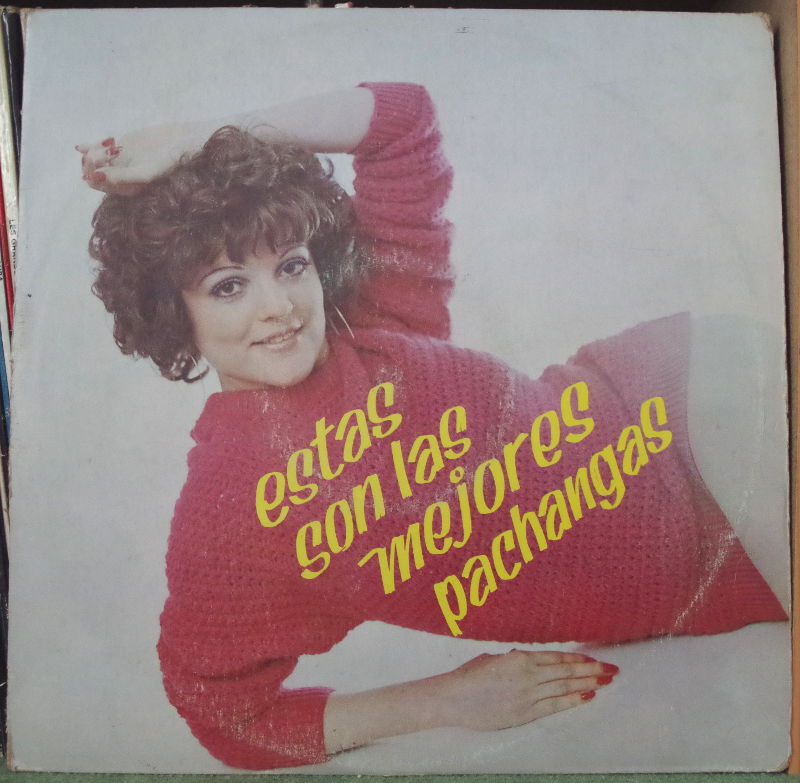 estas
son las
mejores
pachangas